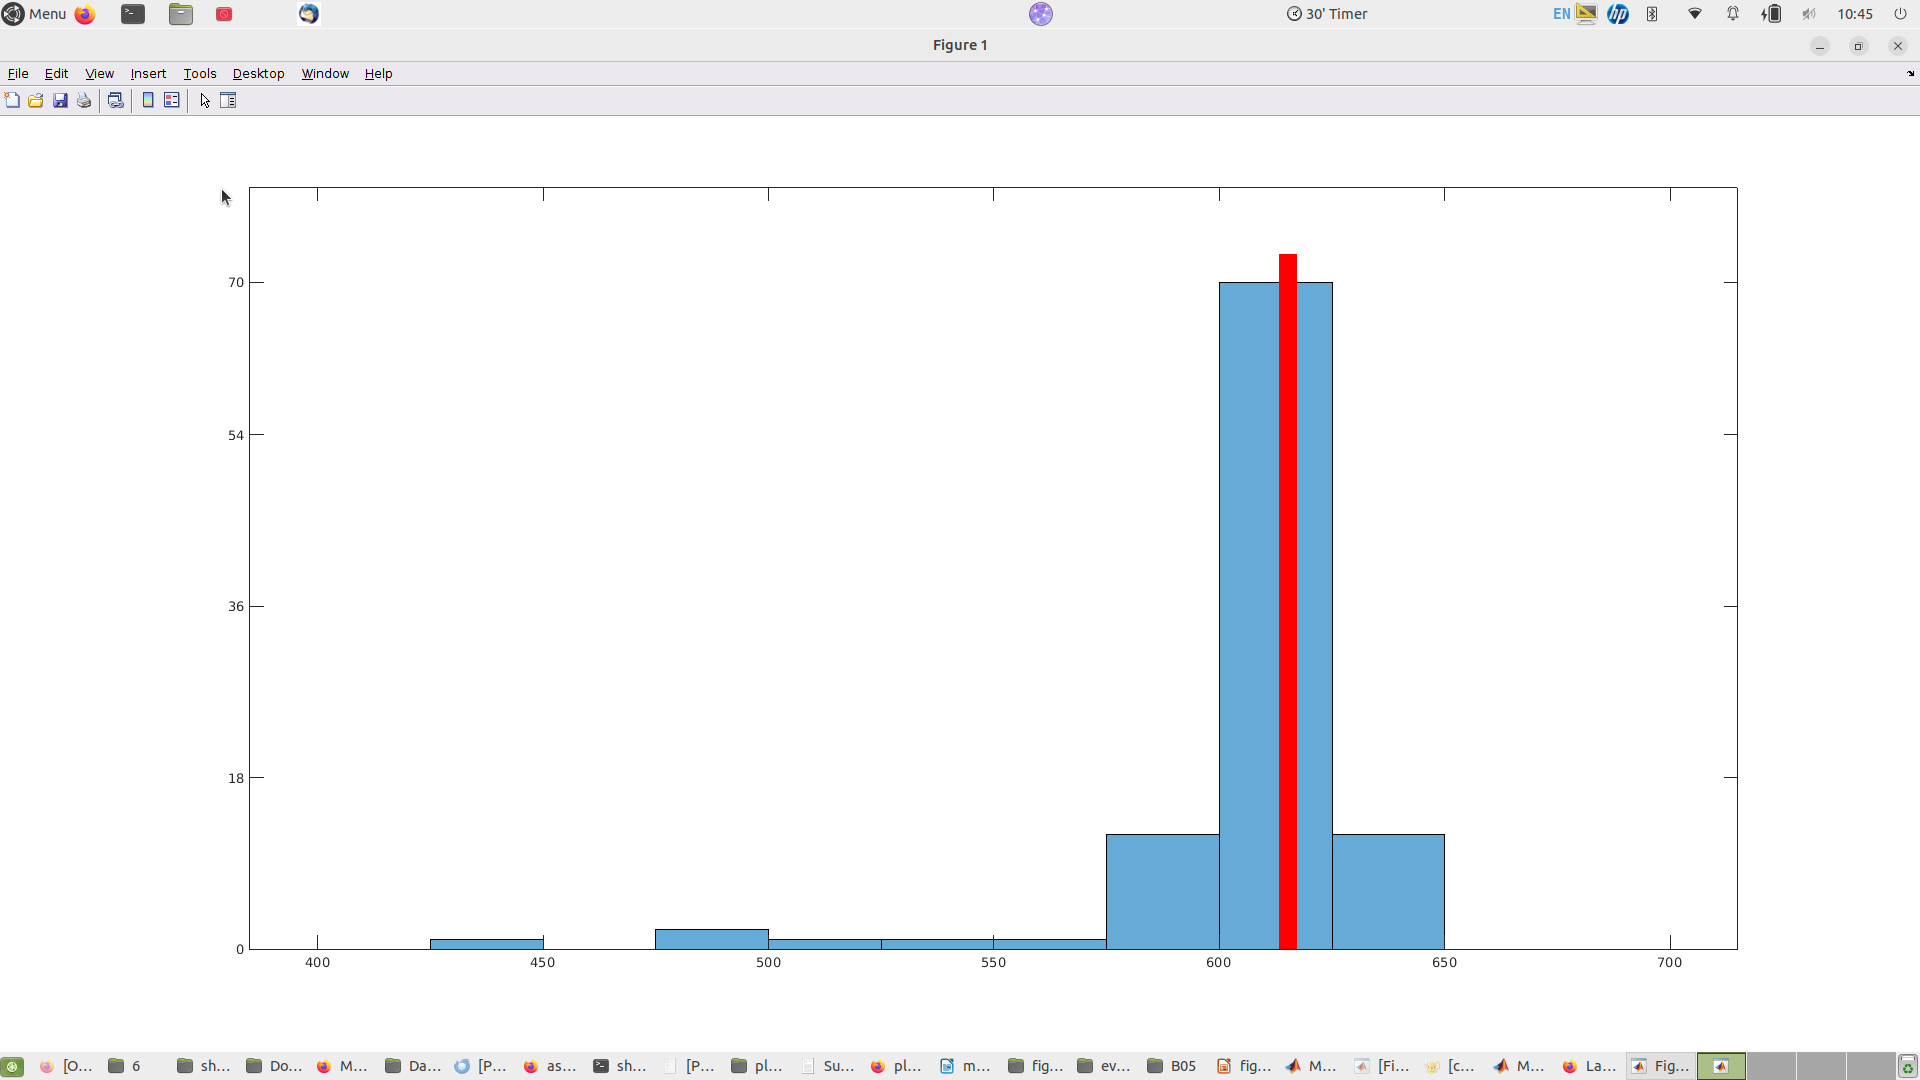 Menu 30' Timer EN 10:45
Figure 1
File Edit View Insert Tools Desktop Window Help
70
54
36
18
0
400 450 500 550 600 650 700
[O... 6 sh... Do... M... Da... [P... as... sh... [P... pl... Su... pl... m... fig... ev... B05 fig... M... [Fi... [c... M... La... Fig...